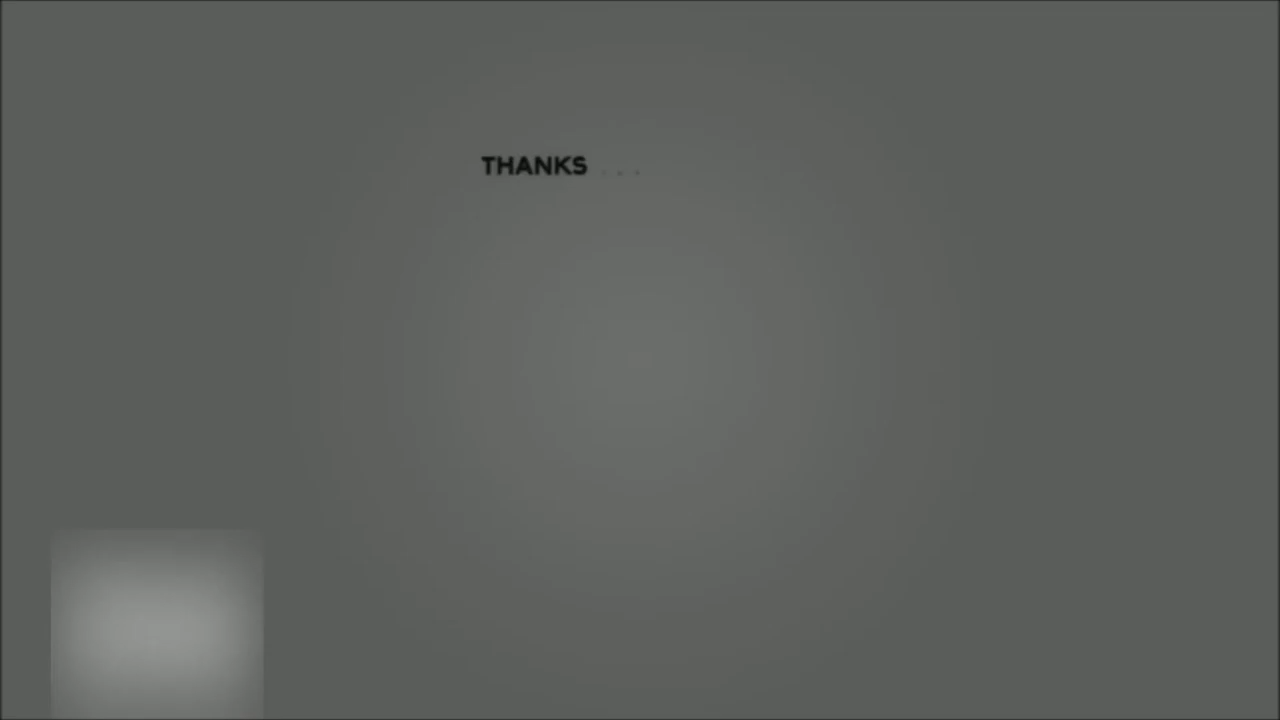 THANKS . . .